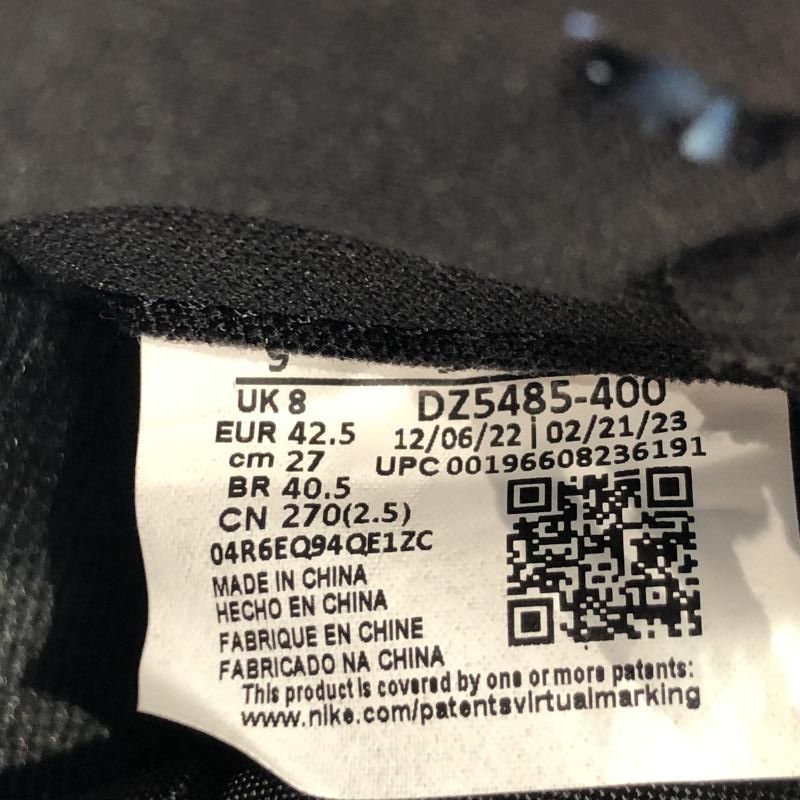 UK 8
DZ5485-400
EUR 42.5
12/06/22 | 02/21/23
cm 27
UPC 00196608236191
BR 40.5
CN 270(2.5)
04R6EQ94QE1ZC
MADE IN CHINA
HECHO EN CHINA
FABRIQUE EN CHINE
FABRICADO NA CHINA
This product is covered by one or more patents:
www.nike.com/patentsvirtualmarking